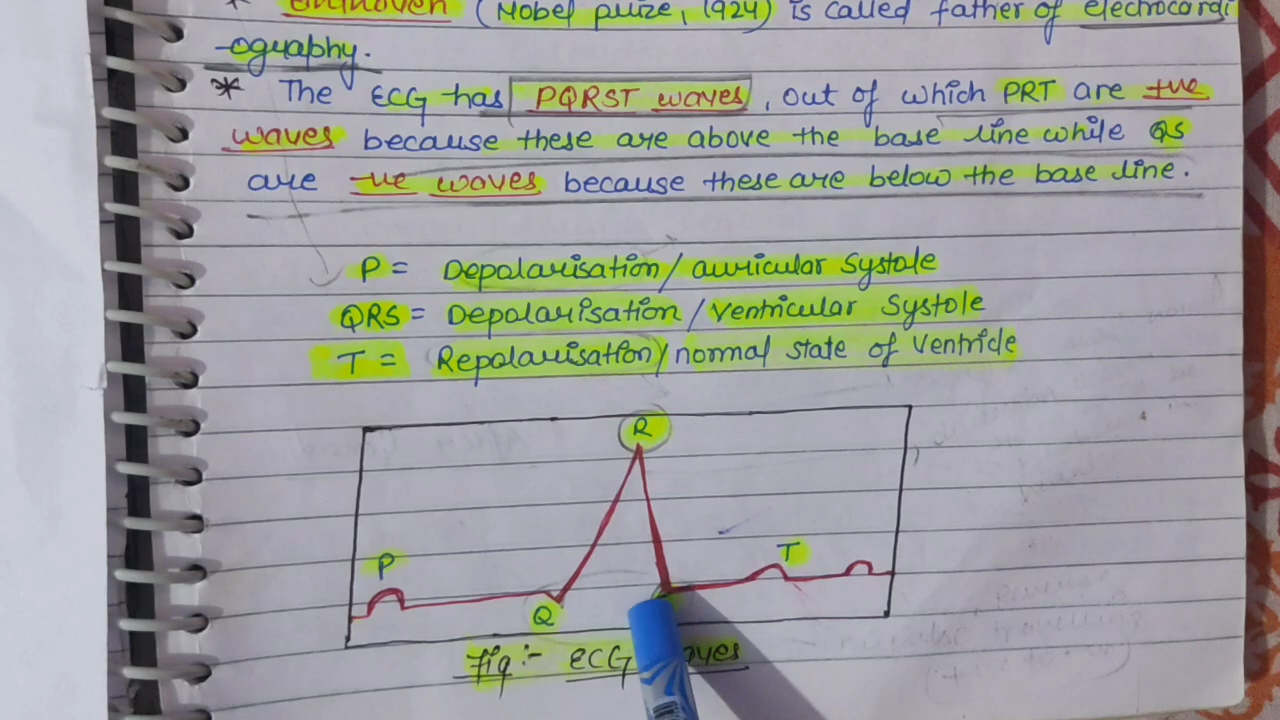 * Einthoven (Nobel prize, 1924) is called father of electrocardi
-ography.
* The ECG has PQRST waves, out of which PRT are +ve
waves because these are above the base line while QS
are -ve waves because these are below the base line.
P = Depolarisation/auricular systole
QRS = Depolarisation/ventricular systole
T = Repolarisation/normal state of ventricle
R
P
T
Q
fig:- ECG